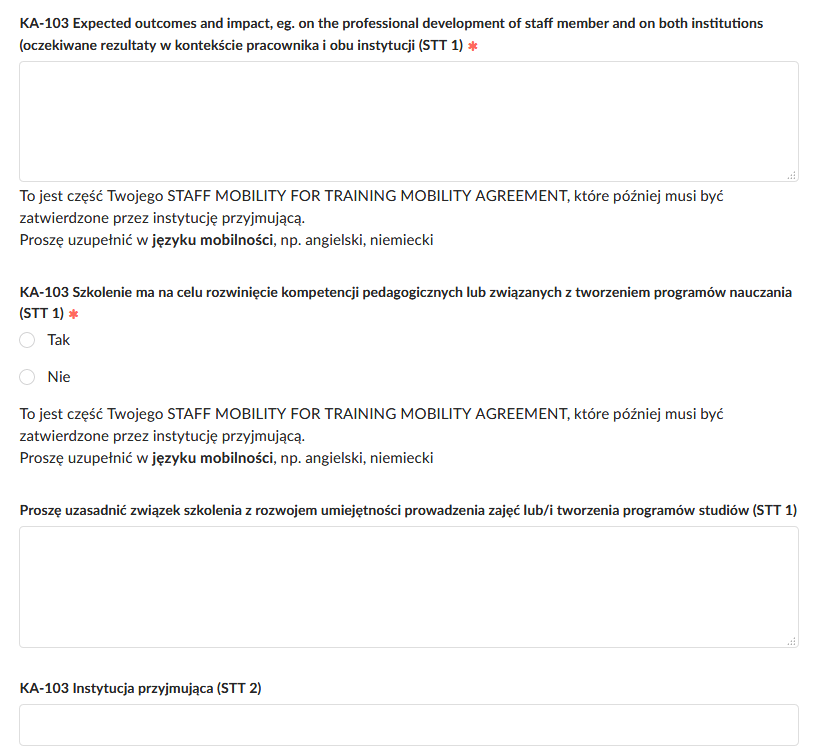 KA-103 Expected outcomes and impact, eg. on the professional development of staff member and on both institutions
(oczekiwane rezultaty w kontekście pracownika i obu instytucji (STT 1) ✱
To jest część Twojego STAFF MOBILITY FOR TRAINING MOBILITY AGREEMENT, które później musi być
zatwierdzone przez instytucję przyjmującą.
Proszę uzupełnić w języku mobilności, np. angielski, niemiecki
KA-103 Szkolenie ma na celu rozwinięcie kompetencji pedagogicznych lub związanych z tworzeniem programów nauczania
(STT 1) ✱
Tak
Nie
To jest część Twojego STAFF MOBILITY FOR TRAINING MOBILITY AGREEMENT, które później musi być
zatwierdzone przez instytucję przyjmującą.
Proszę uzupełnić w języku mobilności, np. angielski, niemiecki
Proszę uzasadnić związek szkolenia z rozwojem umiejętności prowadzenia zajęć lub/i tworzenia programów studiów (STT 1)
KA-103 Instytucja przyjmująca (STT 2)